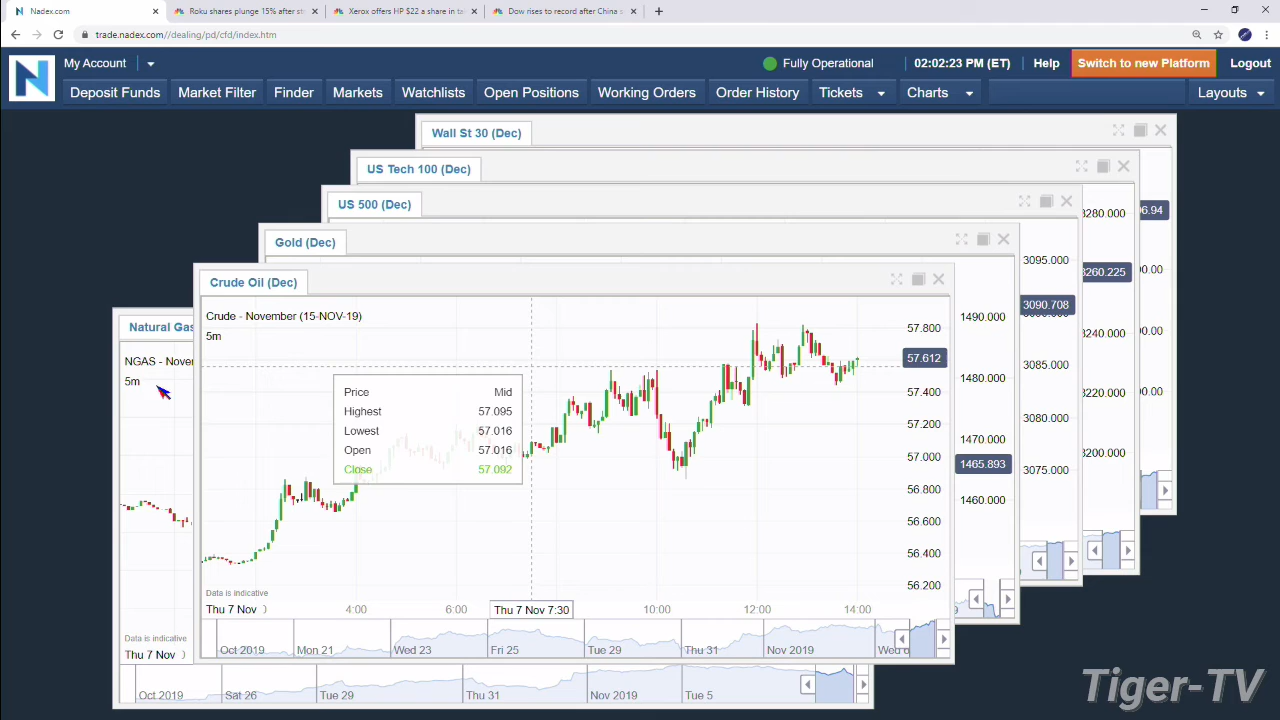 Nadex.com
Roku shares plunge 15% after st
Xerox offers HP $22 a share in ta
Dow rises to record after China s
trade.nadex.com//dealing/pd/cfd/index.htm
My Account
Fully Operational
02:02:23 PM (ET)
Help
Switch to new Platform
Logout
N
Deposit Funds
Market Filter
Finder
Markets
Watchlists
Open Positions
Working Orders
Order History
Tickets
Charts
Layouts
Wall St 30 (Dec)
US Tech 100 (Dec)
US 500 (Dec)
Gold (Dec)
Crude Oil (Dec)
Natural Gas
Crude - November (15-NOV-19)
5m
NGAS - Nover
5m
Price Mid
Highest 57.095
Lowest 57.016
Open 57.016
Close 57.092
57.800
57.612
57.400
57.200
57.000
56.800
56.600
56.400
56.200
1490.000
1480.000
1470.000
1465.893
1460.000
3095.000
3090.708
3085.000
3080.000
3075.000
3280.000
3260.225
3240.000
3220.000
3200.000
6.94
00.00
00.00
00.00
Data is indicative
Thu 7 Nov
4:00
6:00
Thu 7 Nov 7:30
10:00
12:00
14:00
Oct 2019
Mon 21
Wed 23
Fri 25
Tue 29
Thu 31
Nov 2019
Wed 6
Data is indicative
Thu 7 Nov
Oct 2019
Sat 26
Tue 29
Thu 31
Nov 2019
Tue 5
Tiger-TV